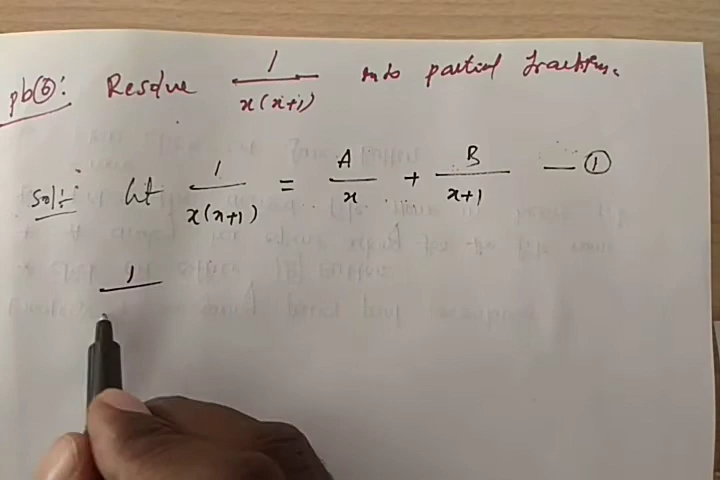 pb⑥: Resolve 1/x(x+1) into partial fractions.
Sol:- let 1/x(x+1) = A/x + B/x+1 — ①
1